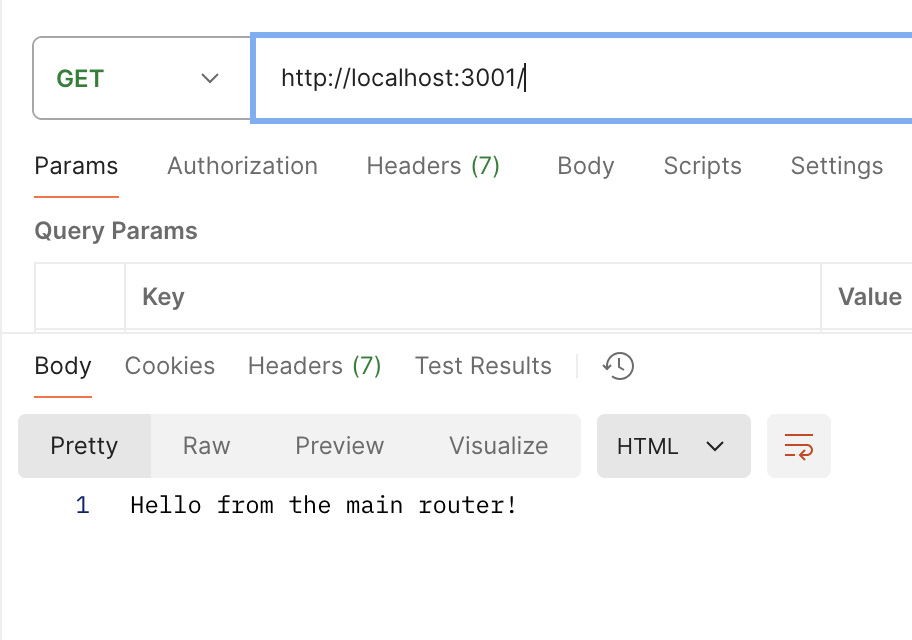 GET http://localhost:3001/
Params Authorization Headers (7) Body Scripts Settings
Query Params
Key Value
Body Cookies Headers (7) Test Results
Pretty Raw Preview Visualize HTML
1 Hello from the main router!